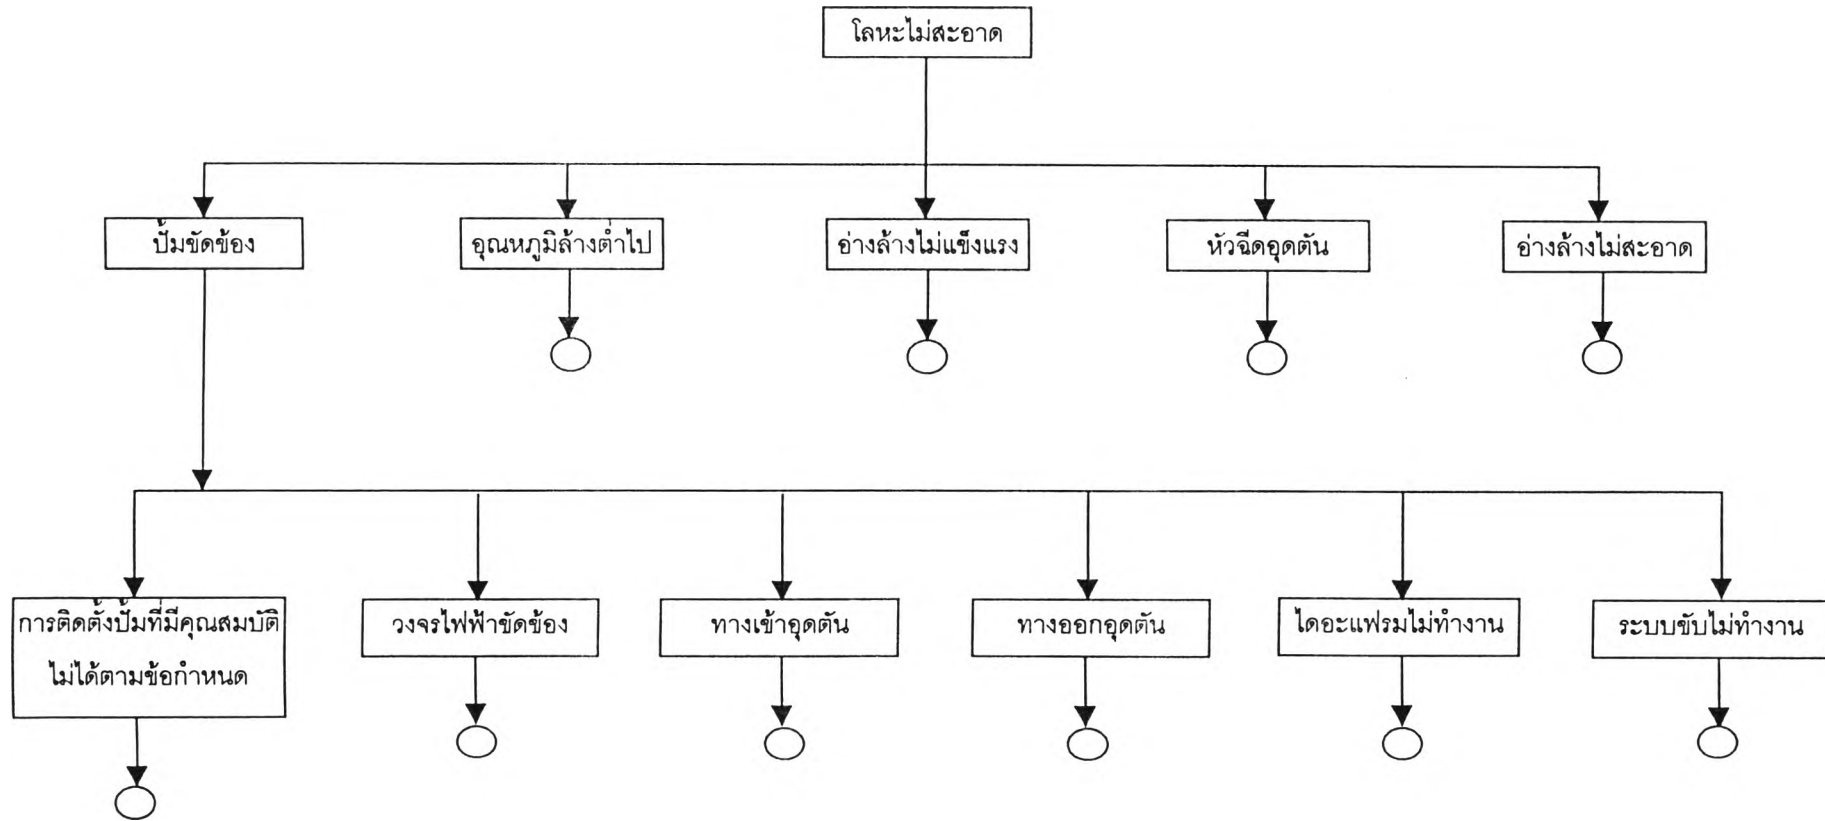 โลหะไม่สะอาด
ปั๊มขัดข้อง
อุณหภูมิล้างต่ำไป
อ่างล้างไม่แข็งแรง
หัวฉีดอุดตัน
อ่างล้างไม่สะอาด
การติดตั้งปั๊มที่มีคุณสมบัติ
ไม่ได้ตามข้อกำหนด
วงจรไฟฟ้าขัดข้อง
ทางเข้าอุดตัน
ทางออกอุดตัน
ไดอะแฟรมไม่ทำงาน
ระบบขับไม่ทำงาน